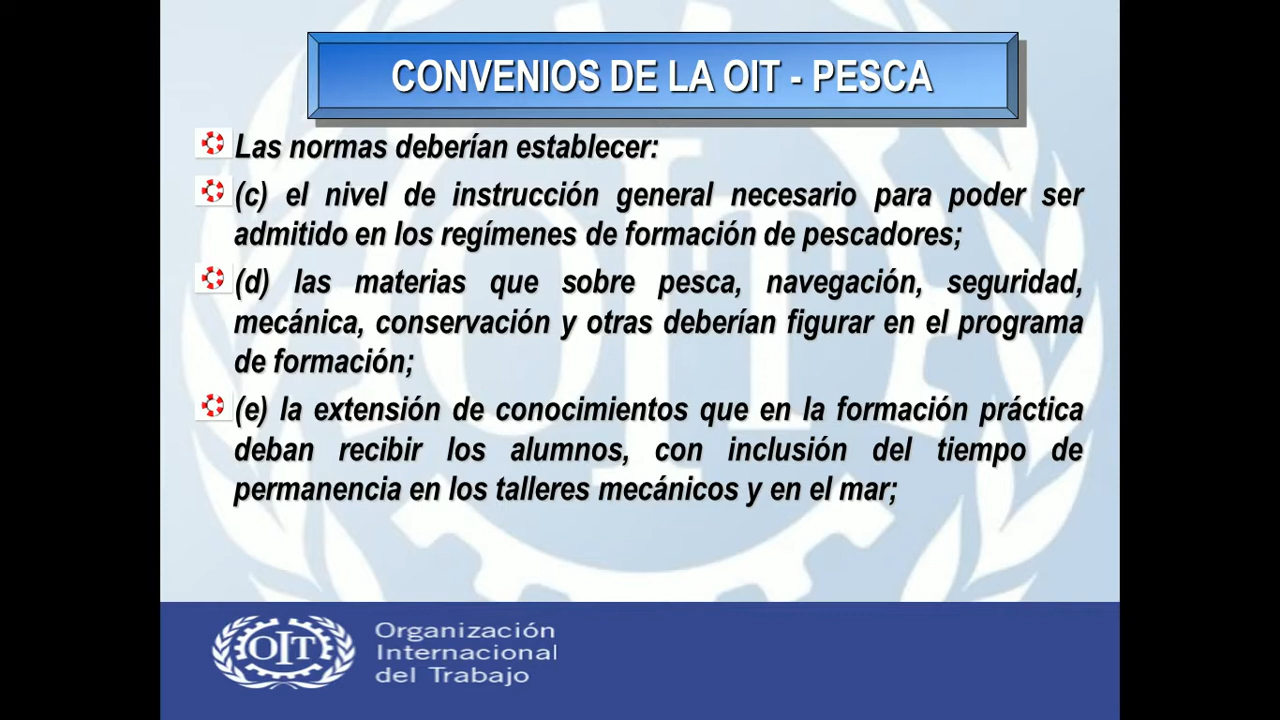 CONVENIOS DE LA OIT - PESCA
Las normas deberían establecer:
(c) el nivel de instrucción general necesario para poder ser
admitido en los regímenes de formación de pescadores;
(d) las materias que sobre pesca, navegación, seguridad,
mecánica, conservación y otras deberían figurar en el programa
de formación;
(e) la extensión de conocimientos que en la formación práctica
deban recibir los alumnos, con inclusión del tiempo de
permanencia en los talleres mecánicos y en el mar;
OIT
Organización
Internacional
del Trabajo